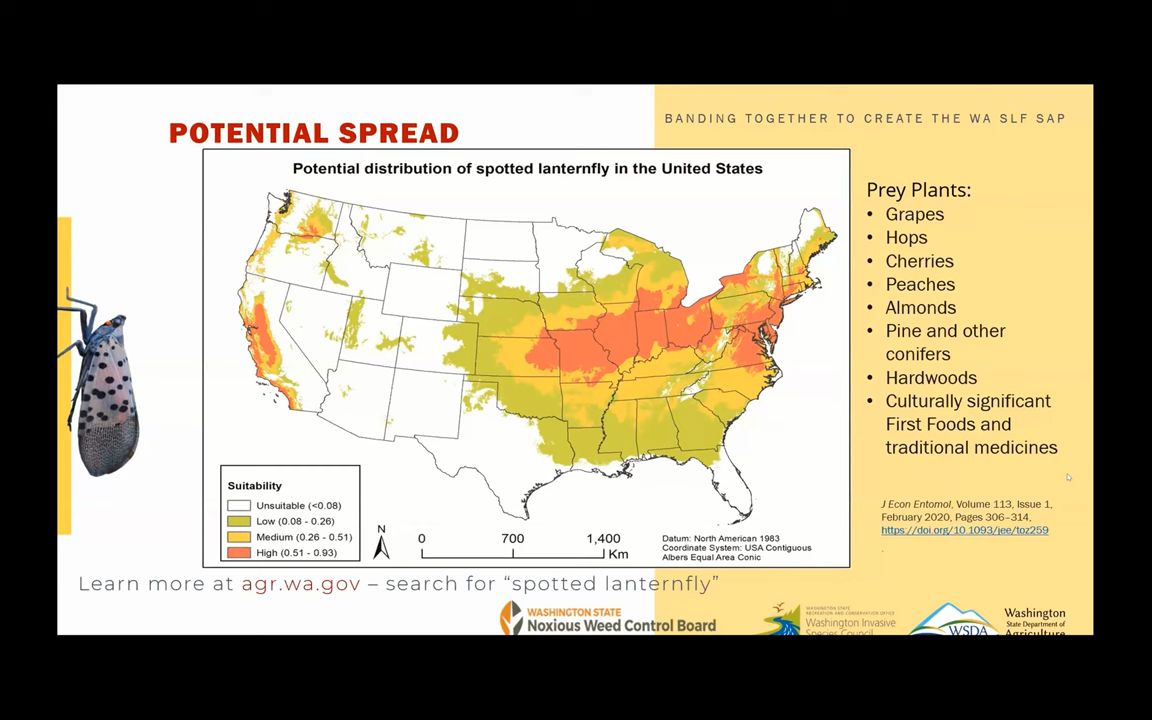 BANDING TOGETHER TO CREATE THE WA SLF SAP
POTENTIAL SPREAD
Potential distribution of spotted lanternfly in the United States
Suitability
Unsuitable (<0.08)
Low (0.08 - 0.26)
Medium (0.26 - 0.51)
High (0.51 - 0.93)
N
0 700 1,400
Km
Datum: North American 1983
Coordinate System: USA Contiguous
Albers Equal Area Conic
Prey Plants:
• Grapes
• Hops
• Cherries
• Peaches
• Almonds
• Pine and other
conifers
• Hardwoods
• Culturally significant
First Foods and
traditional medicines
J Econ Entomol, Volume 113, Issue 1,
February 2020, Pages 306–314,
https://doi.org/10.1093/jee/toz259
.
Learn more at agr.wa.gov – search for “spotted lanternfly”
WASHINGTON STATE
Noxious Weed Control Board
WASHINGTON STATE
RECREATION AND CONSERVATION OFFICE
Washington Invasive
Species Council
WSDA
Washington
State Department of
Agriculture